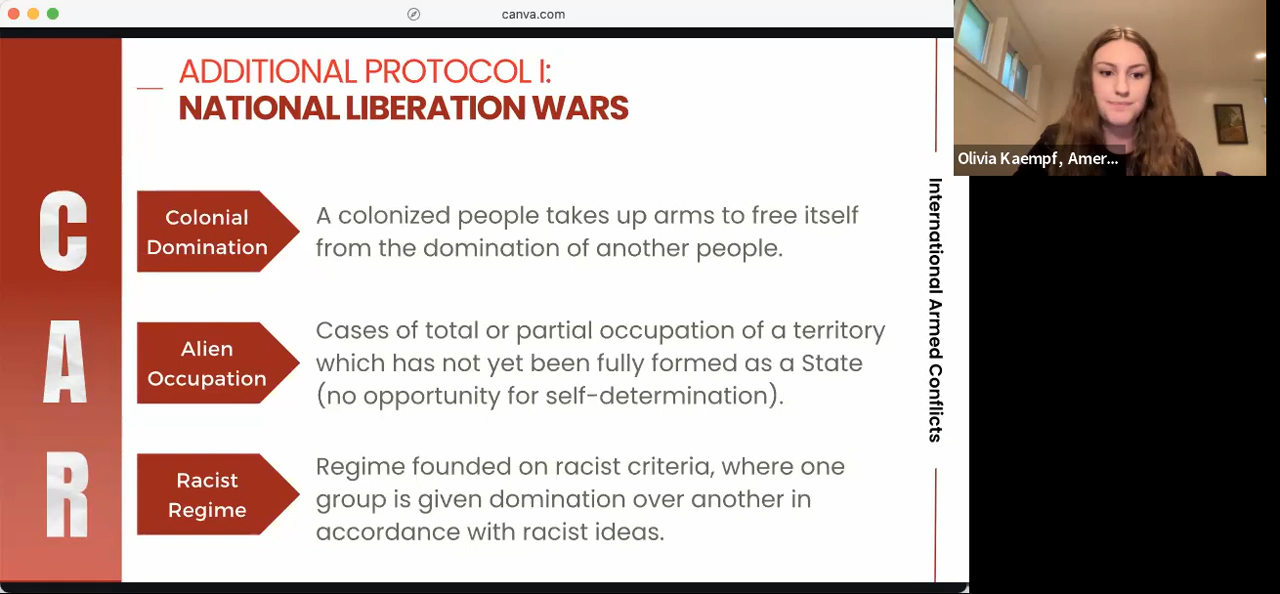 canva.com
ADDITIONAL PROTOCOL I:
NATIONAL LIBERATION WARS
C
A
R
Colonial
Domination
A colonized people takes up arms to free itself
from the domination of another people.
Alien
Occupation
Cases of total or partial occupation of a territory
which has not yet been fully formed as a State
(no opportunity for self-determination).
Racist
Regime
Regime founded on racist criteria, where one
group is given domination over another in
accordance with racist ideas.
International Armed Conflicts
Olivia Kaempf, Amer...